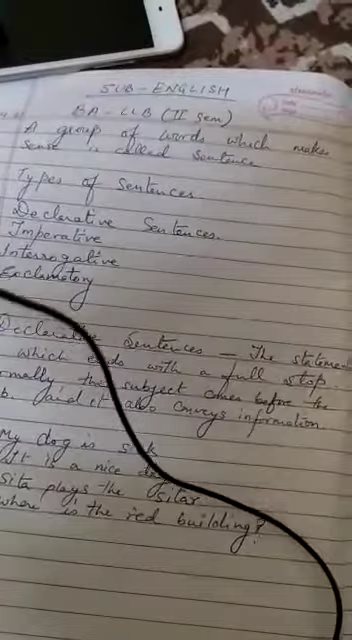 SUB - ENGLISH
BA - LLB (II Sem)
A group of words which makes
sense is called sentence
Types of Sentences
Declarative Sentences.
Imperative
Interrogative
Exclamatory
Declarative Sentences — The statement
which ends with a full stop.
the subject comes before the
and it also conveys information.
My dog is
It is a nice
Sita plays the sitar
where is the red building?